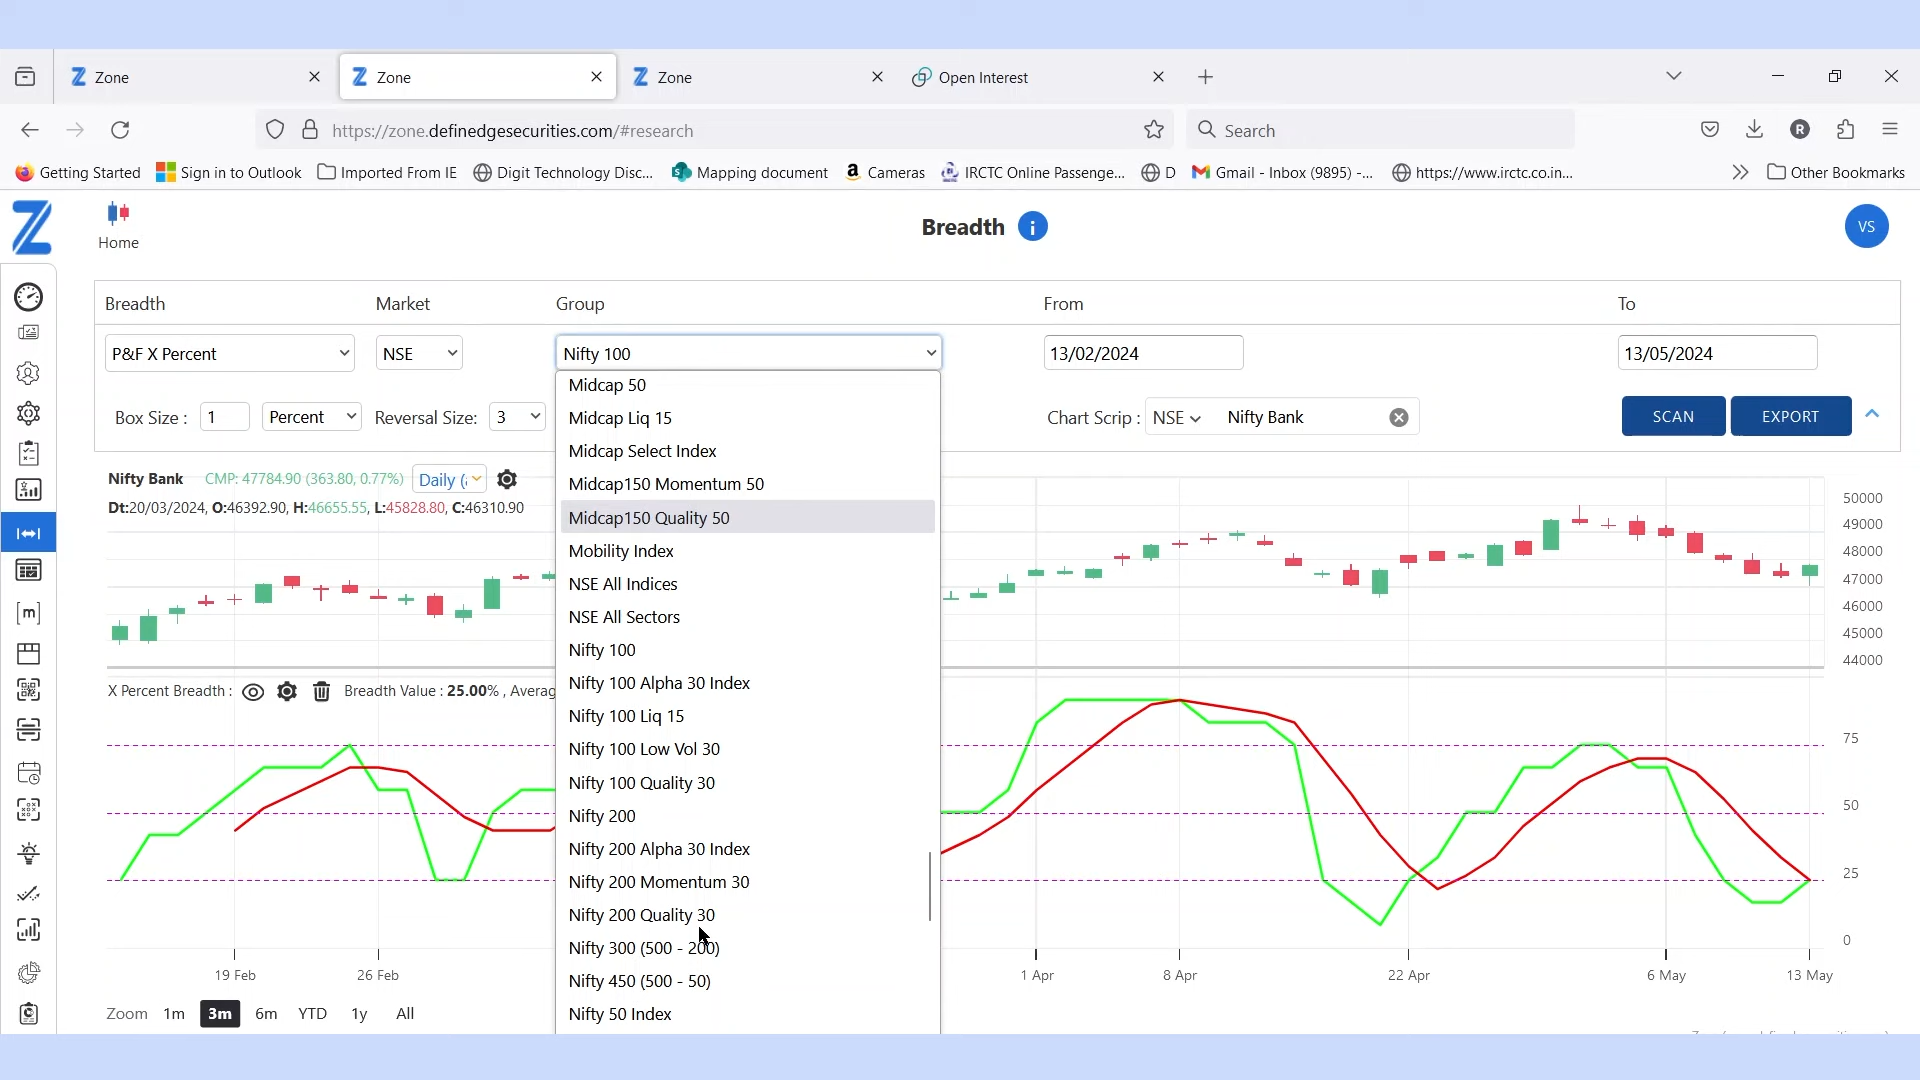 Zone
Zone
Zone
Open Interest
https://zone.definedgesecurities.com/#research
Search
R
Getting Started
Sign in to Outlook
Imported From IE
Digit Technology Disc...
Mapping document
Cameras
IRCTC Online Passenge...
D
Gmail - Inbox (9895) -...
https://www.irctc.co.in...
Other Bookmarks
Home
Breadth
VS
Breadth
Market
Group
From
To
P&F X Percent
NSE
Nifty 100
13/02/2024
13/05/2024
Box Size :
1
Percent
Reversal Size:
3
Chart Scrip :
NSE
Nifty Bank
SCAN
EXPORT
Midcap 50
Midcap Liq 15
Midcap Select Index
Midcap150 Momentum 50
Midcap150 Quality 50
Mobility Index
NSE All Indices
NSE All Sectors
Nifty 100
Nifty 100 Alpha 30 Index
Nifty 100 Liq 15
Nifty 100 Low Vol 30
Nifty 100 Quality 30
Nifty 200
Nifty 200 Alpha 30 Index
Nifty 200 Momentum 30
Nifty 200 Quality 30
Nifty 300 (500 - 200)
Nifty 450 (500 - 50)
Nifty 50 Index
Nifty Bank
CMP: 47784.90 (363.80, 0.77%)
Daily (
Dt:20/03/2024, O:46392.90, H:46655.55, L:45828.80, C:46310.90
50000
49000
48000
47000
46000
45000
44000
X Percent Breadth :
Breadth Value : 25.00% , Averag
75
50
25
0
19 Feb
26 Feb
1 Apr
8 Apr
22 Apr
6 May
13 May
Zoom
1m
3m
6m
YTD
1y
All
[m]